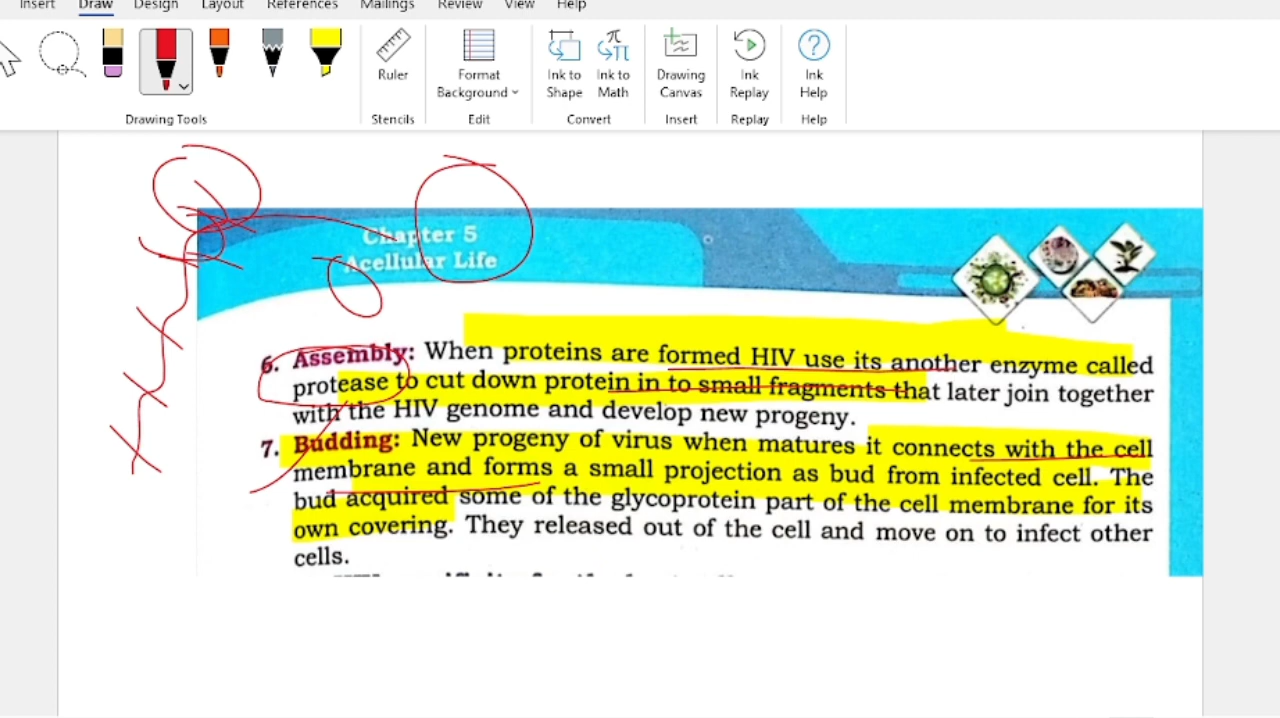 Insert Draw Design Layout References Mailings Review View Help
Ruler Format Background Ink to Shape Ink to Math Drawing Canvas Ink Replay Ink Help
Drawing Tools Stencils Edit Convert Insert Replay Help
Chapter 5
Acellular Life
6. Assembly: When proteins are formed HIV use its another enzyme called
protease to cut down protein in to small fragments that later join together
with the HIV genome and develop new progeny.
7. Budding: New progeny of virus when matures it connects with the cell
membrane and forms a small projection as bud from infected cell. The
bud acquired some of the glycoprotein part of the cell membrane for its
own covering. They released out of the cell and move on to infect other
cells.